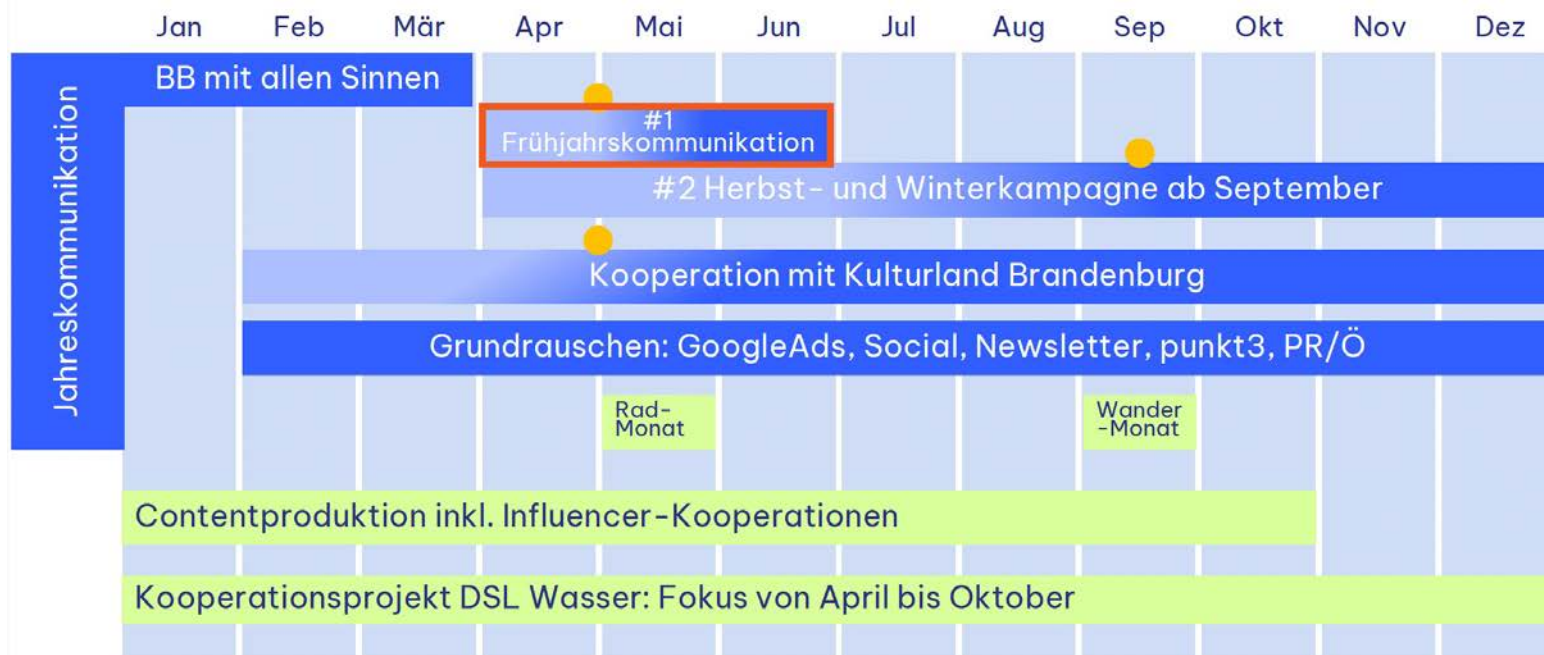 Jan Feb Mär Apr Mai Jun Jul Aug Sep Okt Nov Dez
Jahreskommunikation
BB mit allen Sinnen
#1
Frühjahrskommunikation
#2 Herbst- und Winterkampagne ab September
Kooperation mit Kulturland Brandenburg
Grundrauschen: GoogleAds, Social, Newsletter, punkt3, PR/Ö
Rad-
Monat
Wander
-Monat
Contentproduktion inkl. Influencer-Kooperationen
Kooperationsprojekt DSL Wasser: Fokus von April bis Oktober